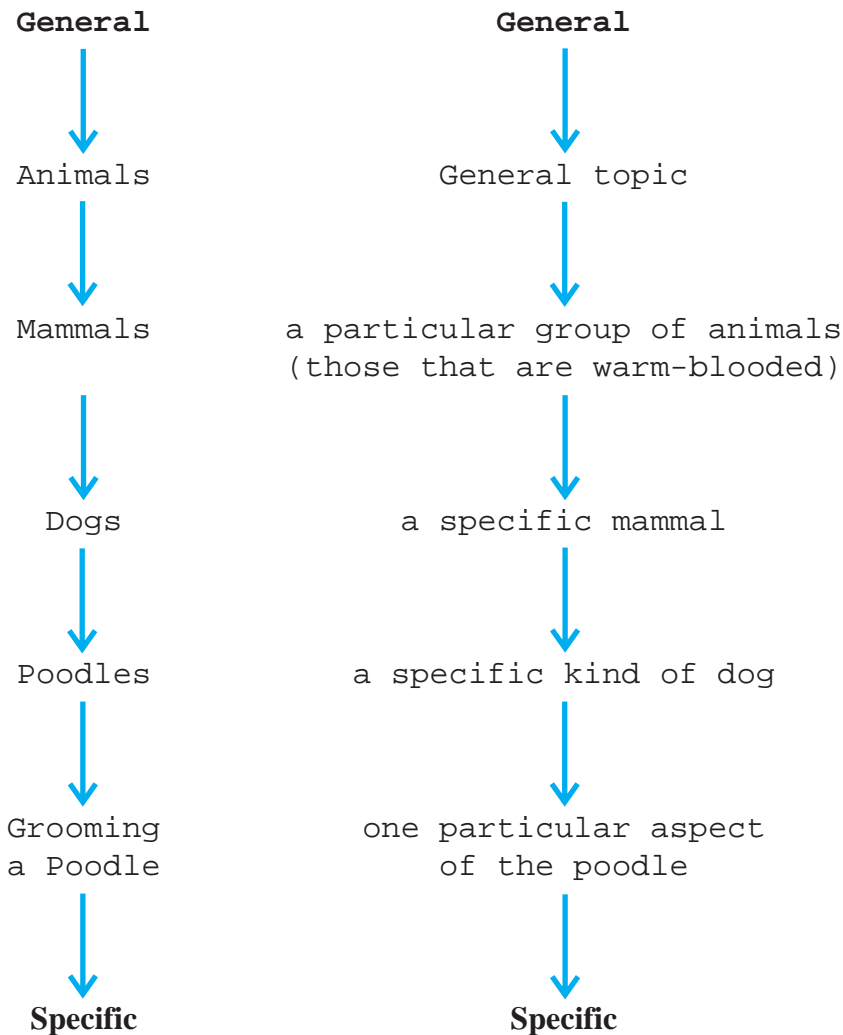 General
General
Animals
General topic
Mammals
a particular group of animals
(those that are warm-blooded)
Dogs
a specific mammal
Poodles
a specific kind of dog
Grooming
a Poodle
one particular aspect
of the poodle
Specific
Specific